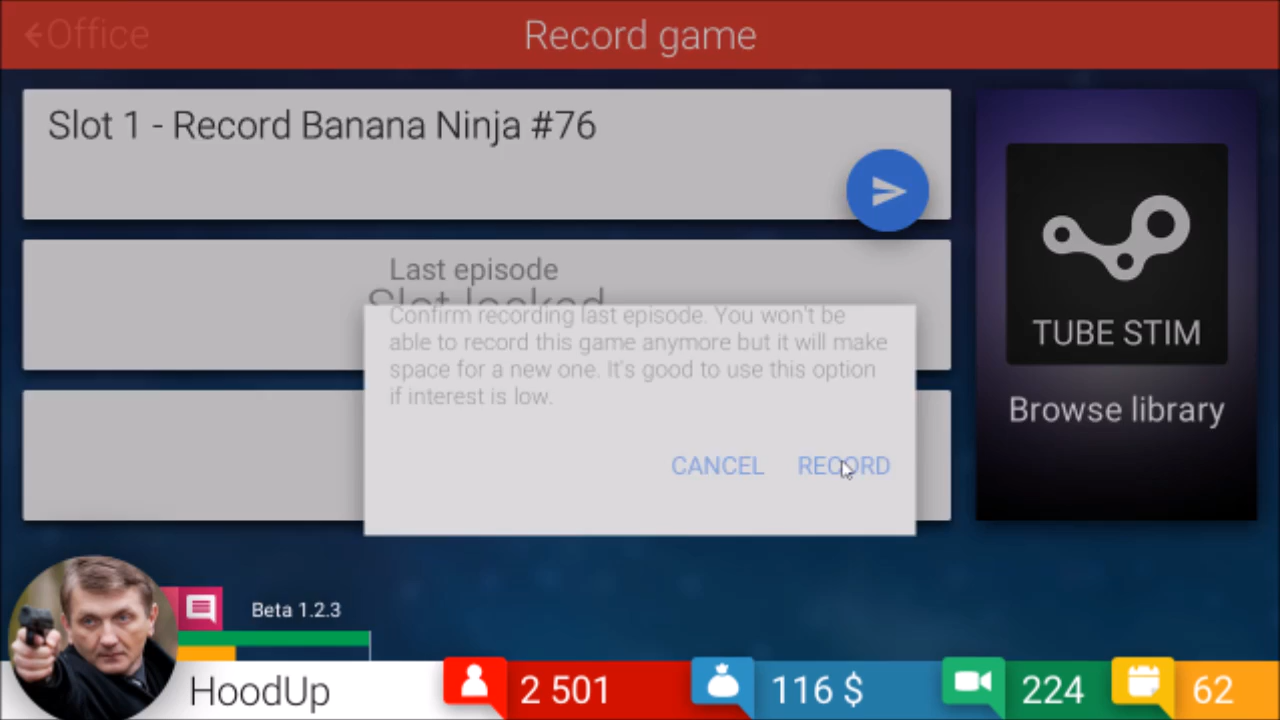 Office
Record game
Slot 1 - Record Banana Ninja #76
Last episode
Slot locked
Confirm recording last episode. You won't be
able to record this game anymore but it will make
space for a new one. It's good to use this option
if interest is low.
CANCEL RECORD
TUBE STIM
Browse library
Beta 1.2.3
HoodUp
2 501
116 $
224
62